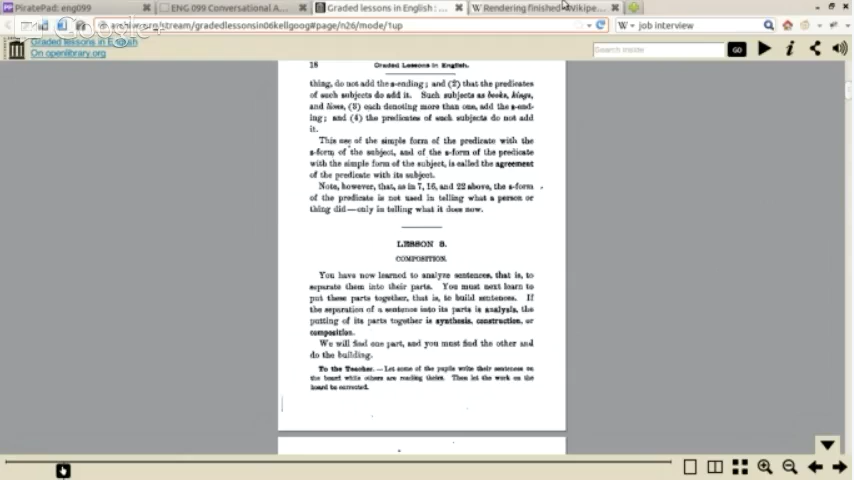 PiratePad: eng099
ENG 099 Conversational A...
Graded lessons in English : ...
Rendering finished - Wikipe...
archive.org/stream/gradedlessonsin06kellgoog#page/n26/mode/1up
job interview
Graded lessons in English
On openlibrary.org
Search inside
GO
18 Graded Lessons in English.
thing, do not add the s-ending; and (2) that the predicates
of such subjects do add it. Such subjects as books, kings,
and lions, (3) each denoting more than one, add the s-end-
ing; and (4) the predicates of such subjects do not add
it.
This use of the simple form of the predicate with the
s-form of the subject, and of the s-form of the predicate
with the simple form of the subject, is called the agreement
of the predicate with its subject.
Note, however, that, as in 7, 16, and 22 above, the s-form
of the predicate is not used in telling what a person or
thing did—only in telling what it does now.
LESSON 8.
COMPOSITION.
You have now learned to analyze sentences, that is, to
separate them into their parts. You must next learn to
put these parts together, that is, to build sentences. If
the separation of a sentence into its parts is analysis, the
putting of its parts together is synthesis, construction, or
composition.
We will find one part, and you must find the other and
do the building.
To the Teacher. — Let some of the pupils write their sentences on
the board while others are reading theirs. Then let the work on the
board be corrected.